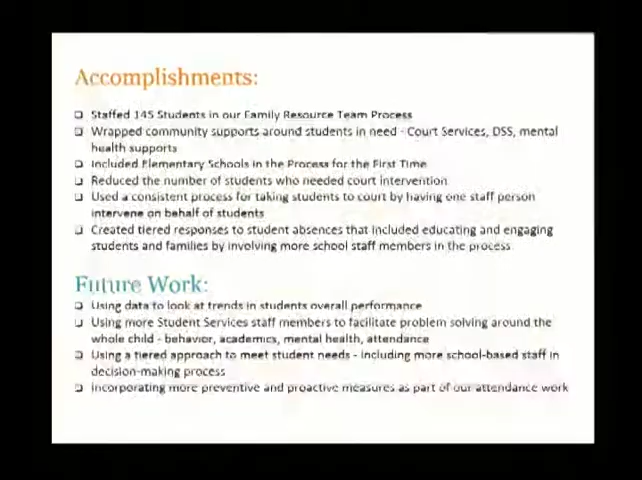 Accomplishments:
❑ Staffed 145 Students in our Family Resource Team Process
❑ Wrapped community supports around students in need - Court Services, DSS, mental
health supports
❑ Included Elementary Schools in the Process for the First Time
❑ Reduced the number of students who needed court intervention
❑ Used a consistent process for taking students to court by having one staff person
intervene on behalf of students
❑ Created tiered responses to student absences that included educating and engaging
students and families by involving more school staff members in the process
Future Work:
❑ Using data to look at trends in students overall performance
❑ Using more Student Services staff members to facilitate problem solving around the
whole child - behavior, academics, mental health, attendance
❑ Using a tiered approach to meet student needs - including more school-based staff in
decision-making process
❑ Incorporating more preventive and proactive measures as part of our attendance work